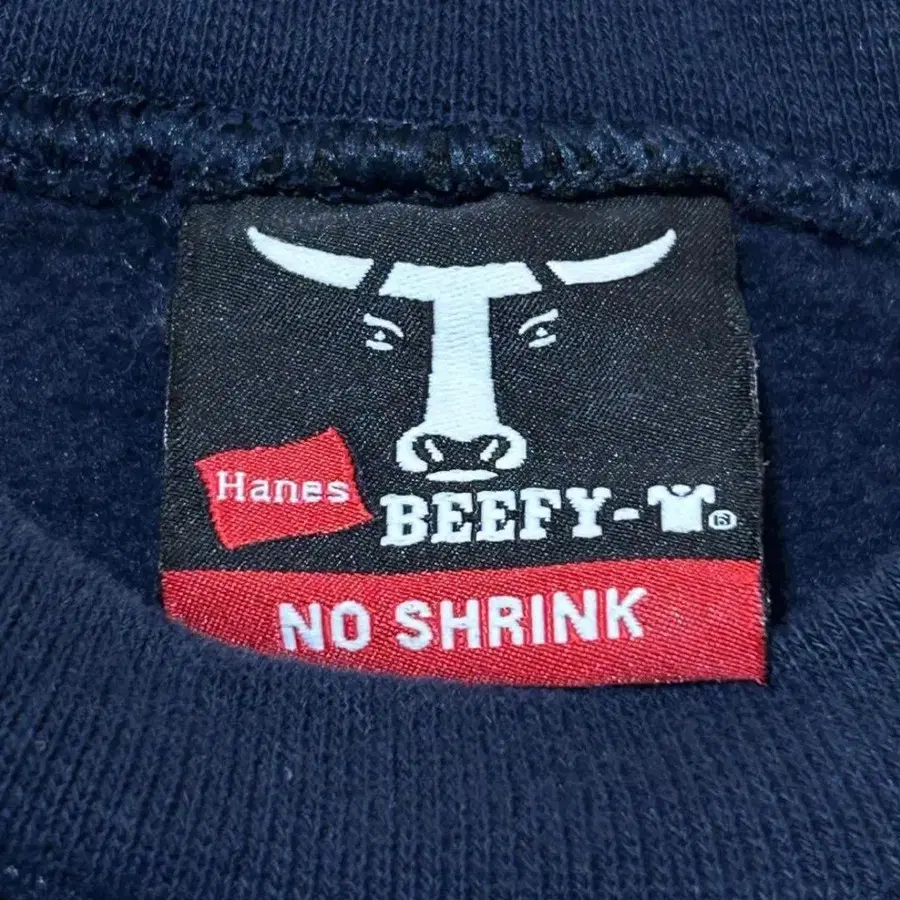 Hanes
BEEFY-
NO SHRINK